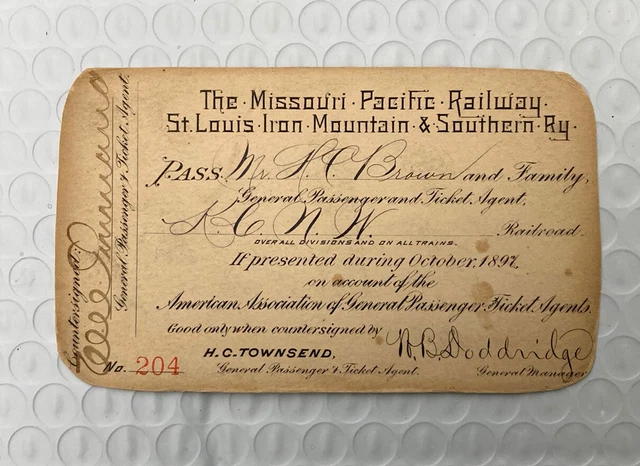 The · Missouri · Pacific · Railway ·
St. Louis · Iron · Mountain · & · Southern · Ry ·
PASS Mr. H. C. Brown and Family,
General Passenger and Ticket Agent,
K. C. N. W. Railroad.
OVER ALL DIVISIONS AND ON ALL TRAINS.
If presented during October, 1897,
on account of the
American Association of General Passenger & Ticket Agents.
Good only when countersigned by
H. C. TOWNSEND,
General Passenger & Ticket Agent.
General Manager
No. 204
Countersigned:
General Passenger & Ticket Agent.